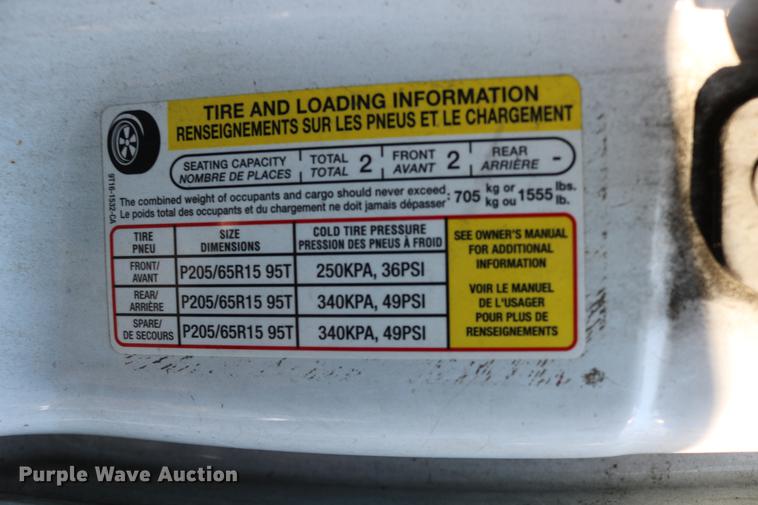 TIRE AND LOADING INFORMATION
RENSEIGNEMENTS SUR LES PNEUS ET LE CHARGEMENT
SEATING CAPACITY TOTAL 2 FRONT 2 REAR -
NOMBRE DE PLACES TOTAL AVANT ARRIÈRE
9T16-1532-CA
The combined weight of occupants and cargo should never exceed: 705 kg or 1555 lbs.
Le poids total des occupants et du chargement ne doit jamais dépasser: kg ou lb.
TIRE SIZE COLD TIRE PRESSURE
PNEU DIMENSIONS PRESSION DES PNEUS À FROID
FRONT/
AVANT P205/65R15 95T 250KPA, 36PSI
REAR/
ARRIÈRE P205/65R15 95T 340KPA, 49PSI
SPARE/
DE SECOURS P205/65R15 95T 340KPA, 49PSI
SEE OWNER'S MANUAL
FOR ADDITIONAL
INFORMATION
VOIR LE MANUEL
DE L'USAGER
POUR PLUS DE
RENSEIGNEMENTS
Purple Wave Auction